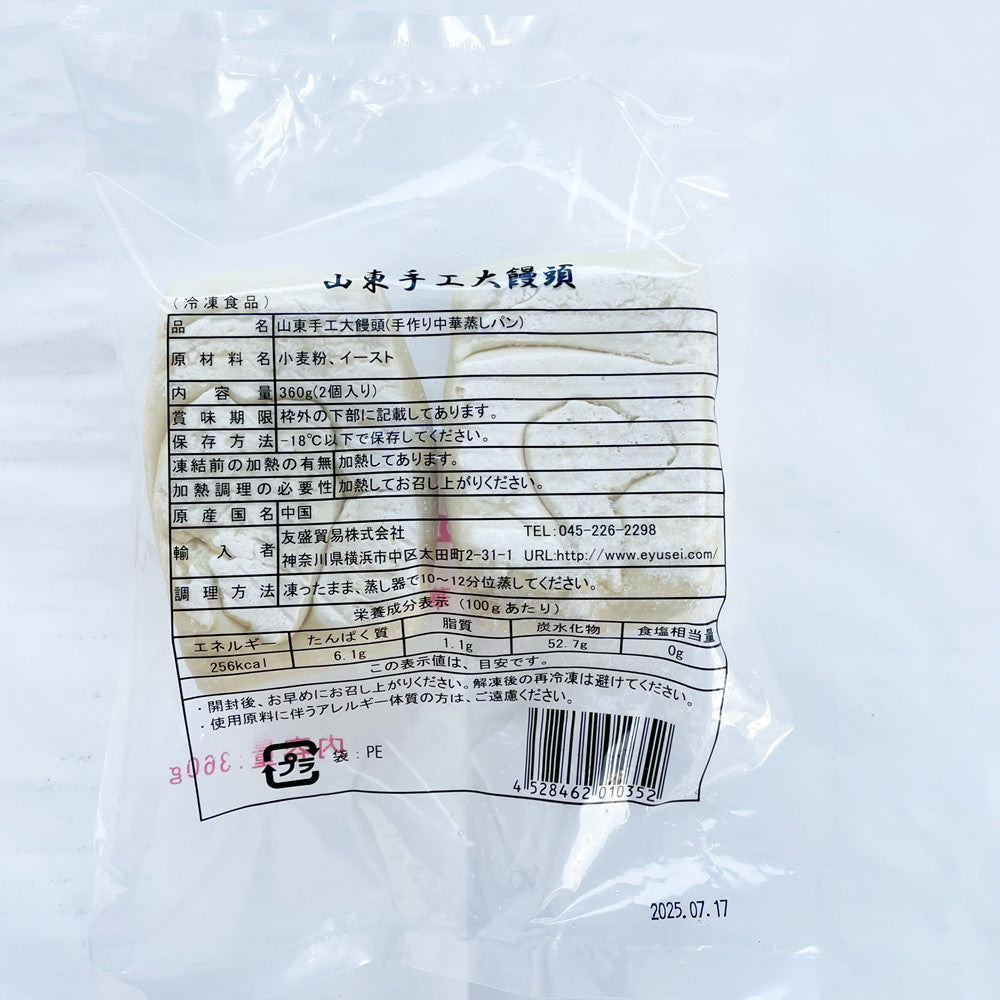 山東手工大饅頭
(冷凍食品)
品名 山東手工大饅頭(手作り中華蒸しパン)
原材料名 小麦粉、イースト
内容量 360g(2個入り)
賞味期限 枠外の下部に記載してあります。
保存方法 -18℃以下で保存してください。
凍結前の加熱の有無 加熱してあります。
加熱調理の必要性 加熱してお召し上がりください。
原産国名 中国
輸入者 友盛貿易株式会社 TEL:045-226-2298
神奈川県横浜市中区太田町2-31-1 URL:http://www.eyusei.com/
調理方法 凍ったまま、蒸し器で10～12分位蒸してください。
栄養成分表示 (100gあたり)
エネルギー たんぱく質 脂質 炭水化物 食塩相当量
256kcal 6.1g 1.1g 52.7g 0g
この表示値は、目安です。
・開封後、お早めにお召し上がりください。解凍後の再冷凍は避けてください。
・使用原料に伴うアレルギー体質の方は、ご遠慮ください。
内容量:360g
プラ 袋:PE
4 528462 010352
2025.07.17